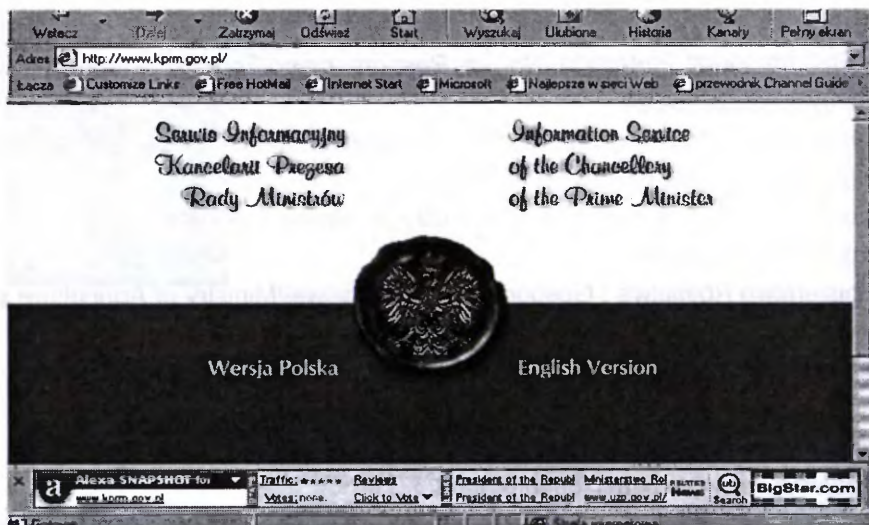 Wstecz Dalej Zatrzymaj Odśwież Start Wyszukaj Ulubione Historia Kanały Pełny ekran
Adres http://www.kprm.gov.pl/
Łącza Customize Links Free HotMail Internet Start Microsoft Najlepsze w sieci Web przewodnik Channel Guide
Serwis Informacyjny
Kancelarii Prezesa
Rady Ministrów
Information Service
of the Chancellery
of the Prime Minister
Wersja Polska
English Version
a Alexa SNAPSHOT for Traffic: Reviews President of the Republ Ministerstwo Rol RELATED NEWS Search BigStar.com
www.kprm.gov.pl Votes: none. Click to Vote President of the Republ www.uzp.gov.pl/